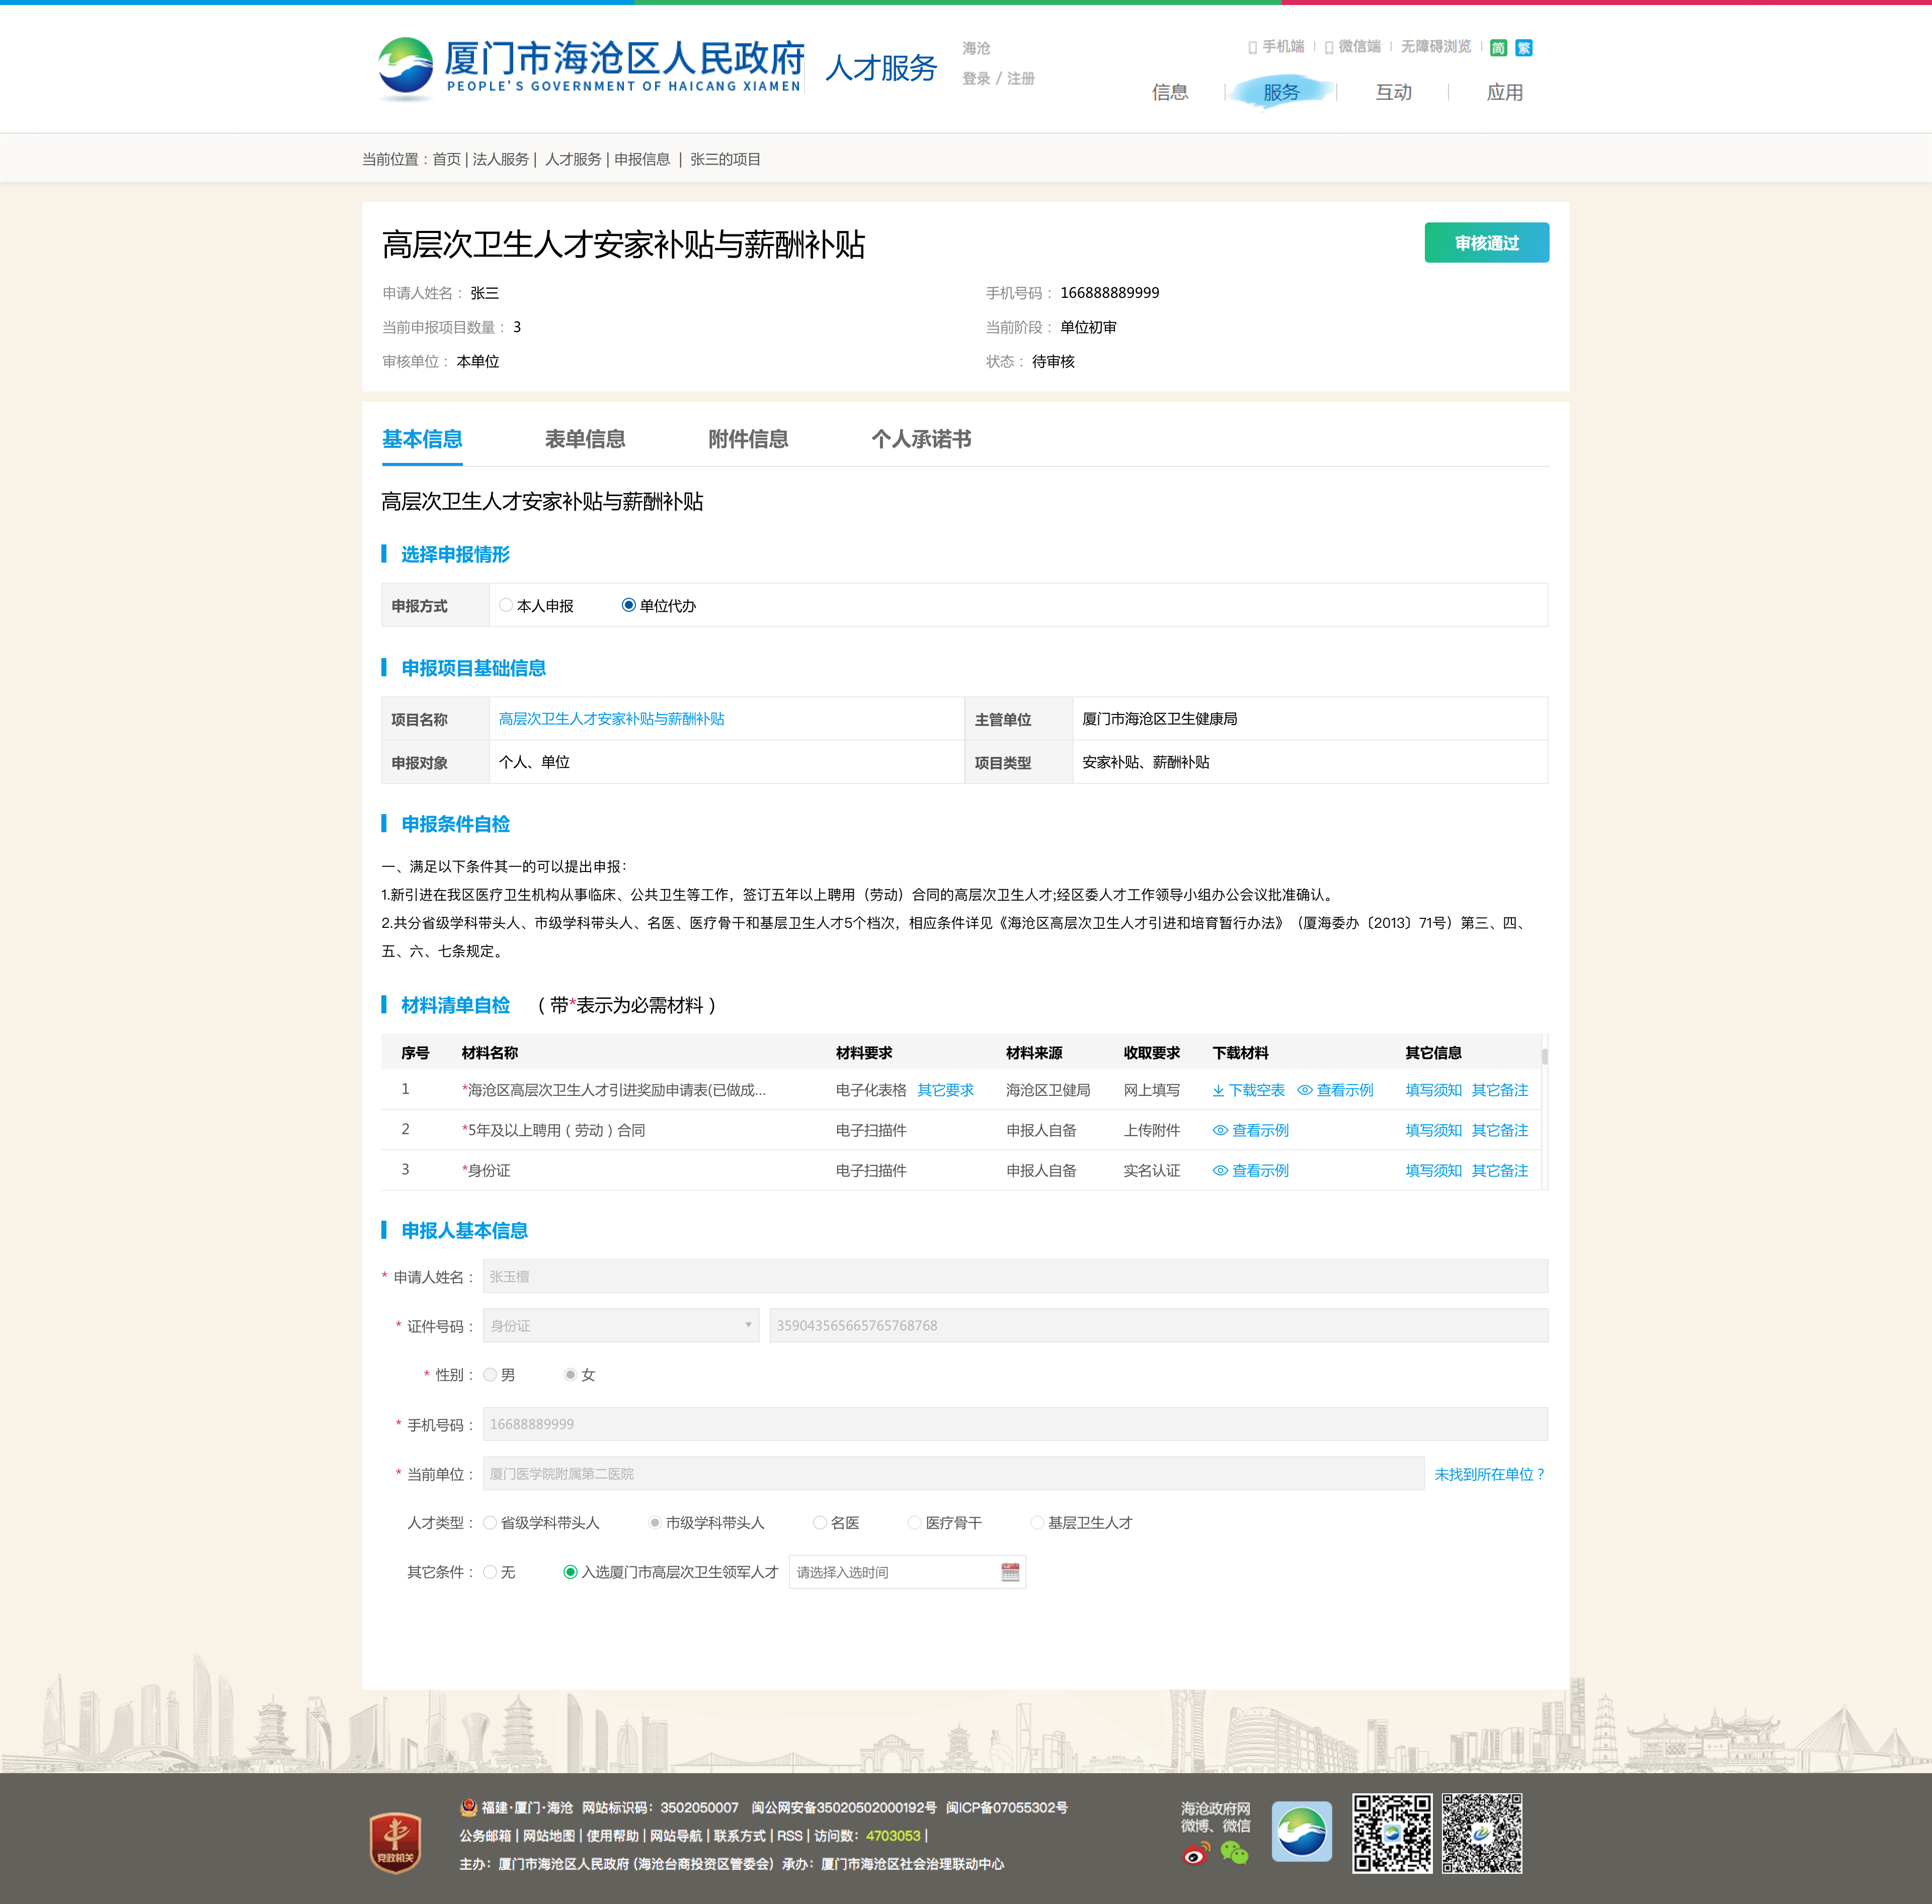 厦门市海沧区人民政府
PEOPLE'S GOVERNMENT OF HAICANG XIAMEN
人才服务
海沧
登录 / 注册
手机端 | 微信端 | 无障碍浏览 | 简 繁
信息 | 服务 | 互动 | 应用
当前位置：首页 | 法人服务 | 人才服务 | 申报信息 | 张三的项目
高层次卫生人才安家补贴与薪酬补贴
审核通过
申请人姓名： 张三 手机号码： 166888889999
当前申报项目数量： 3 当前阶段： 单位初审
审核单位： 本单位 状态： 待审核
基本信息 表单信息 附件信息 个人承诺书
高层次卫生人才安家补贴与薪酬补贴
选择申报情形
申报方式 本人申报 单位代办
申报项目基础信息
项目名称 高层次卫生人才安家补贴与薪酬补贴 主管单位 厦门市海沧区卫生健康局
申报对象 个人、单位 项目类型 安家补贴、薪酬补贴
申报条件自检
一、满足以下条件其一的可以提出申报：
1.新引进在我区医疗卫生机构从事临床、公共卫生等工作，签订五年以上聘用（劳动）合同的高层次卫生人才;经区委人才工作领导小组办公会议批准确认。
2.共分省级学科带头人、市级学科带头人、名医、医疗骨干和基层卫生人才5个档次，相应条件详见《海沧区高层次卫生人才引进和培育暂行办法》（厦海委办〔2013〕71号）第三、四、
五、六、七条规定。
材料清单自检 （带*表示为必需材料）
序号 材料名称 材料要求 材料来源 收取要求 下载材料 其它信息
1 *海沧区高层次卫生人才引进奖励申请表(已做成... 电子化表格 其它要求 海沧区卫健局 网上填写 下载空表 查看示例 填写须知 其它备注
2 *5年及以上聘用（劳动）合同 电子扫描件 申报人自备 上传附件 查看示例 填写须知 其它备注
3 *身份证 电子扫描件 申报人自备 实名认证 查看示例 填写须知 其它备注
申报人基本信息
* 申请人姓名： 张玉檀
* 证件号码： 身份证 359043565665765768768
* 性别： 男 女
* 手机号码： 16688889999
* 当前单位： 厦门医学院附属第二医院 未找到所在单位？
人才类型： 省级学科带头人 市级学科带头人 名医 医疗骨干 基层卫生人才
其它条件： 无 入选厦门市高层次卫生领军人才 请选择入选时间
党政机关
福建·厦门·海沧 网站标识码：3502050007 闽公网安备35020502000192号 闽ICP备07055302号
公务邮箱 | 网站地图 | 使用帮助 | 网站导航 | 联系方式 | RSS | 访问数：4703053 |
主办：厦门市海沧区人民政府 (海沧台商投资区管委会) 承办：厦门市海沧区社会治理联动中心
海沧政府网
微博、微信